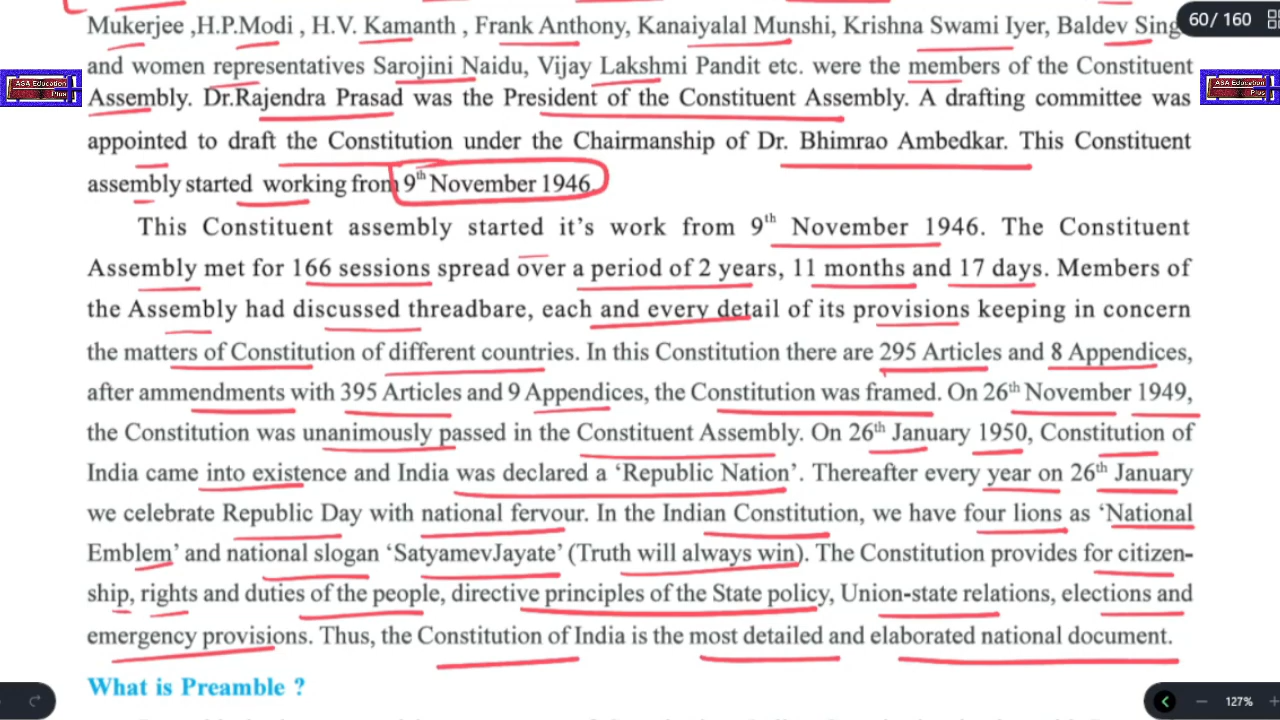 Mukerjee ,H.P.Modi , H.V. Kamanth , Frank Anthony, Kanaiyalal Munshi, Krishna Swami Iyer, Baldev Sing
60 / 160
and women representatives Sarojini Naidu, Vijay Lakshmi Pandit etc. were the members of the Constituent
ASA Education Plus
ASA Education Plus
Assembly. Dr.Rajendra Prasad was the President of the Constituent Assembly. A drafting committee was
appointed to draft the Constitution under the Chairmanship of Dr. Bhimrao Ambedkar. This Constituent
assembly started working from 9th November 1946.
This Constituent assembly started it's work from 9th November 1946. The Constituent
Assembly met for 166 sessions spread over a period of 2 years, 11 months and 17 days. Members of
the Assembly had discussed threadbare, each and every detail of its provisions keeping in concern
the matters of Constitution of different countries. In this Constitution there are 295 Articles and 8 Appendices,
after ammendments with 395 Articles and 9 Appendices, the Constitution was framed. On 26th November 1949,
the Constitution was unanimously passed in the Constituent Assembly. On 26th January 1950, Constitution of
India came into existence and India was declared a 'Republic Nation'. Thereafter every year on 26th January
we celebrate Republic Day with national fervour. In the Indian Constitution, we have four lions as 'National
Emblem' and national slogan 'SatyamevJayate' (Truth will always win). The Constitution provides for citizen-
ship, rights and duties of the people, directive principles of the State policy, Union-state relations, elections and
emergency provisions. Thus, the Constitution of India is the most detailed and elaborated national document.
What is Preamble ?
127%